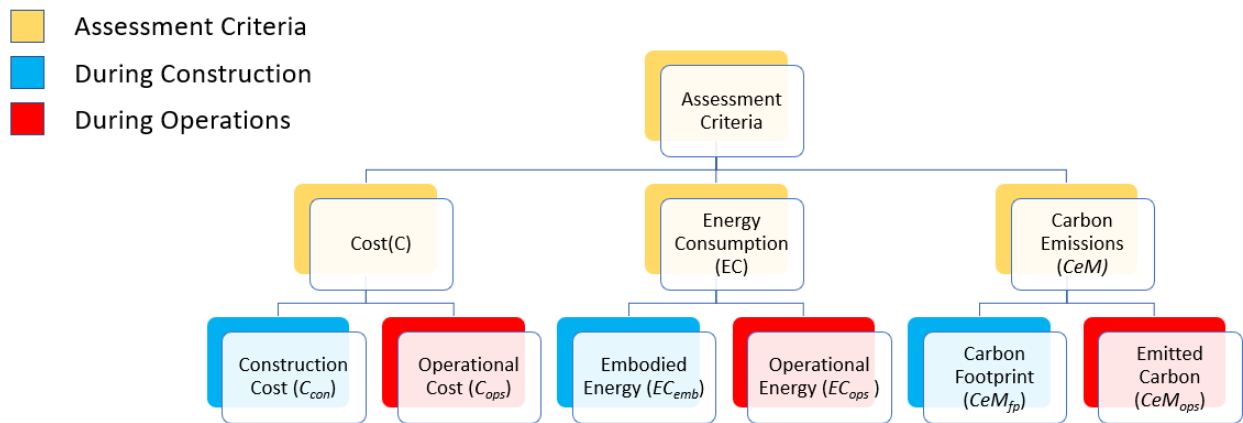 Assessment Criteria
During Construction
During Operations
Assessment
Criteria
Cost(C)
Energy
Consumption
(EC)
Carbon
Emissions
(CeM)
Construction
Cost (Ccon)
Operational
Cost (Cops)
Embodied
Energy (ECemb)
Operational
Energy (ECops )
Carbon
Footprint
(CeMfp)
Emitted
Carbon
(CeMops)